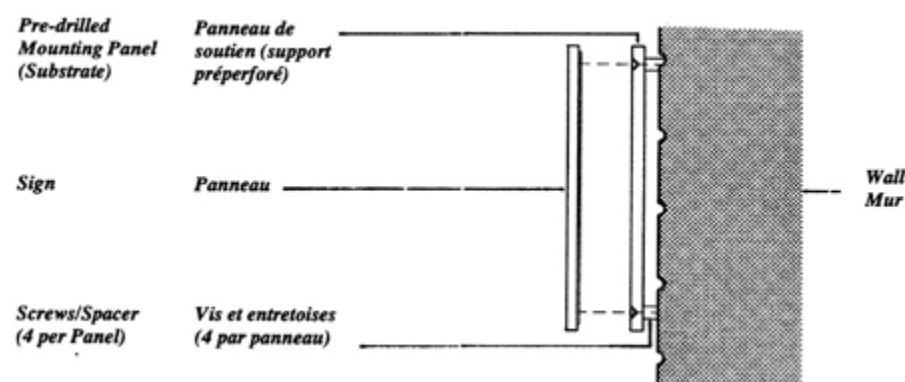 Pre-drilled
Mounting Panel
(Substrate)
Panneau de
soutien (support
préperforé)
Sign
Panneau
Wall
Mur
Screws/Spacer
(4 per Panel)
Vis et entretoises
(4 par panneau)